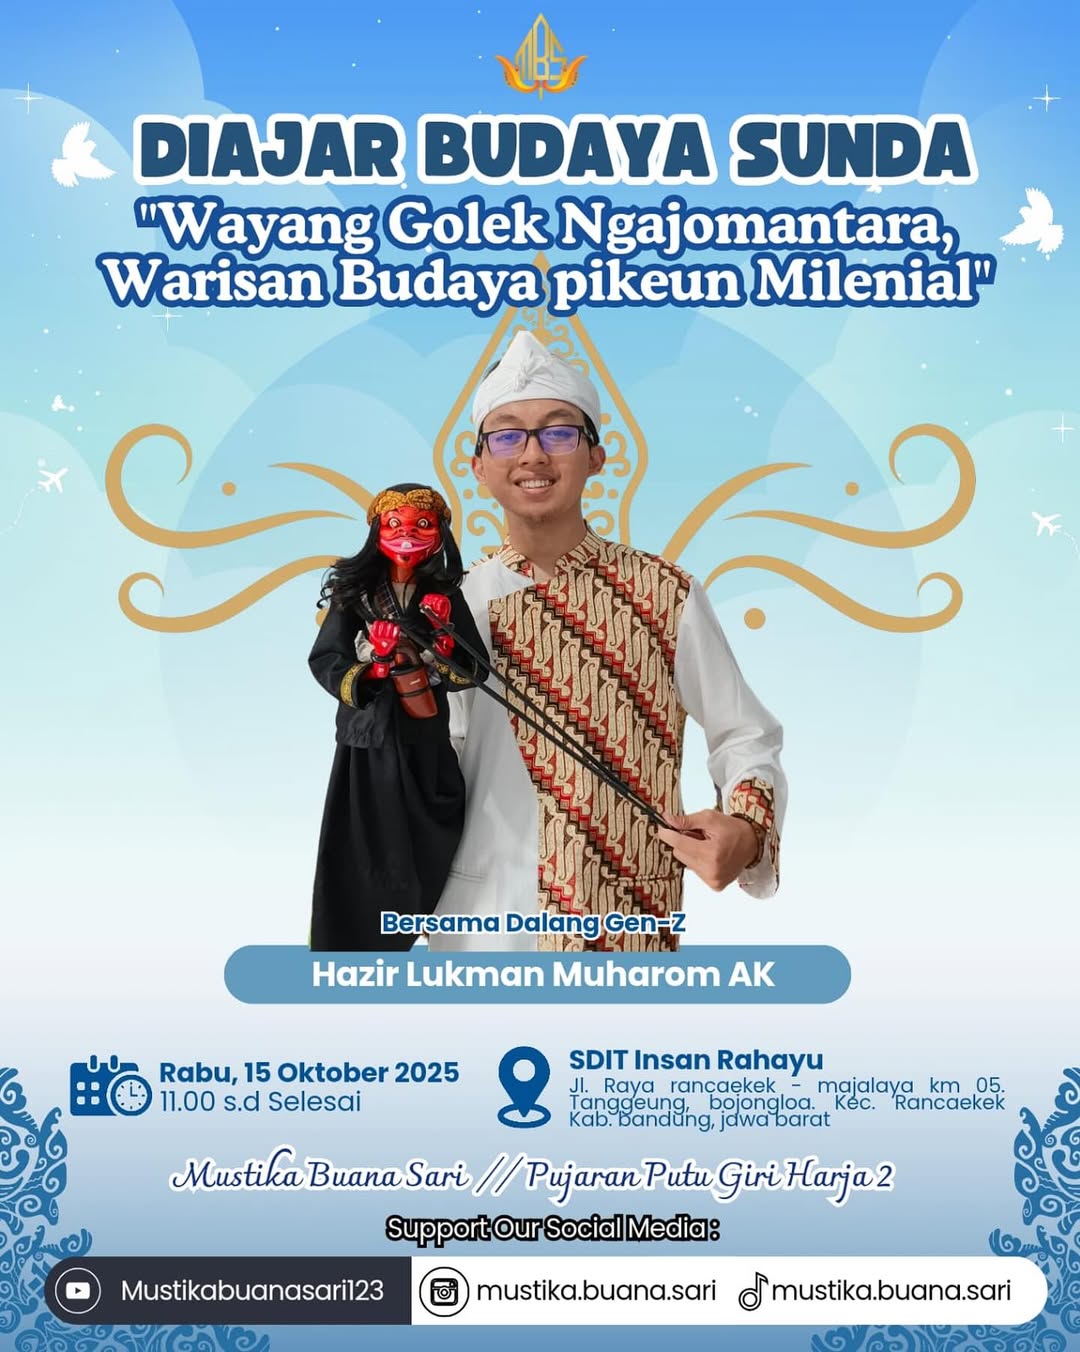 MBS
DIAJAR BUDAYA SUNDA
"Wayang Golek Ngajomantara,
Warisan Budaya pikeun Milenial"
Bersama Dalang Gen-Z
Hazir Lukman Muharom AK
Rabu, 15 Oktober 2025
11.00 s.d Selesai
SDIT Insan Rahayu
Jl. Raya rancaekek - majalaya km 05.
Tanggeung, bojongloa. Kec. Rancaekek
Kab. bandung, jawa barat
Mustika Buana Sari // Pujaran Putu Giri Harja 2
Support Our Social Media :
Mustikabuanasari123
mustika.buana.sari
mustika.buana.sari